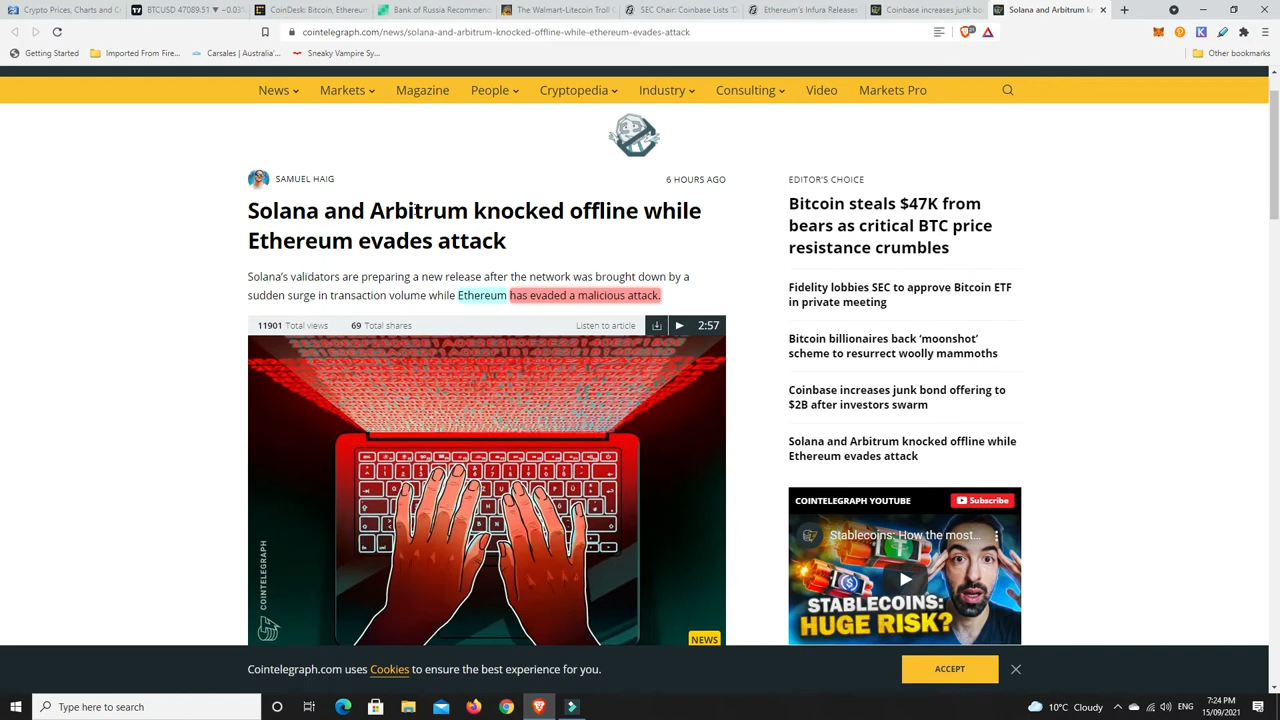 Crypto Prices, Charts and C
BTCUSD 47089.51 ▼ −0.03
CoinDesk: Bitcoin, Ethereum
Bank of Russia Recommen
The Walmart-Litecoin Troll
SEC Chair: Coinbase Lists 'D
Ethereum's Infura Releases
Coinbase increases junk bo
Solana and Arbitrum kn
cointelegraph.com/news/solana-and-arbitrum-knocked-offline-while-ethereum-evades-attack
Getting Started
Imported From Fire...
Carsales | Australia'...
Sneaky Vampire Sy...
Other bookmarks
News
Markets
Magazine
People
Cryptopedia
Industry
Consulting
Video
Markets Pro
SAMUEL HAIG
6 HOURS AGO
Solana and Arbitrum knocked offline while
Ethereum evades attack
Solana's validators are preparing a new release after the network was brought down by a
sudden surge in transaction volume while Ethereum has evaded a malicious attack.
11901 Total views
69 Total shares
Listen to article
2:57
COINTELEGRAPH
NEWS
EDITOR'S CHOICE
Bitcoin steals $47K from
bears as critical BTC price
resistance crumbles
Fidelity lobbies SEC to approve Bitcoin ETF
in private meeting
Bitcoin billionaires back 'moonshot'
scheme to resurrect woolly mammoths
Coinbase increases junk bond offering to
$2B after investors swarm
Solana and Arbitrum knocked offline while
Ethereum evades attack
COINTELEGRAPH YOUTUBE
Subscribe
Stablecoins: How the most...
STABLECOINS:
HUGE RISK?
Cointelegraph.com uses Cookies to ensure the best experience for you.
ACCEPT
Type here to search
10°C Cloudy
ENG
7:24 PM
15/09/2021